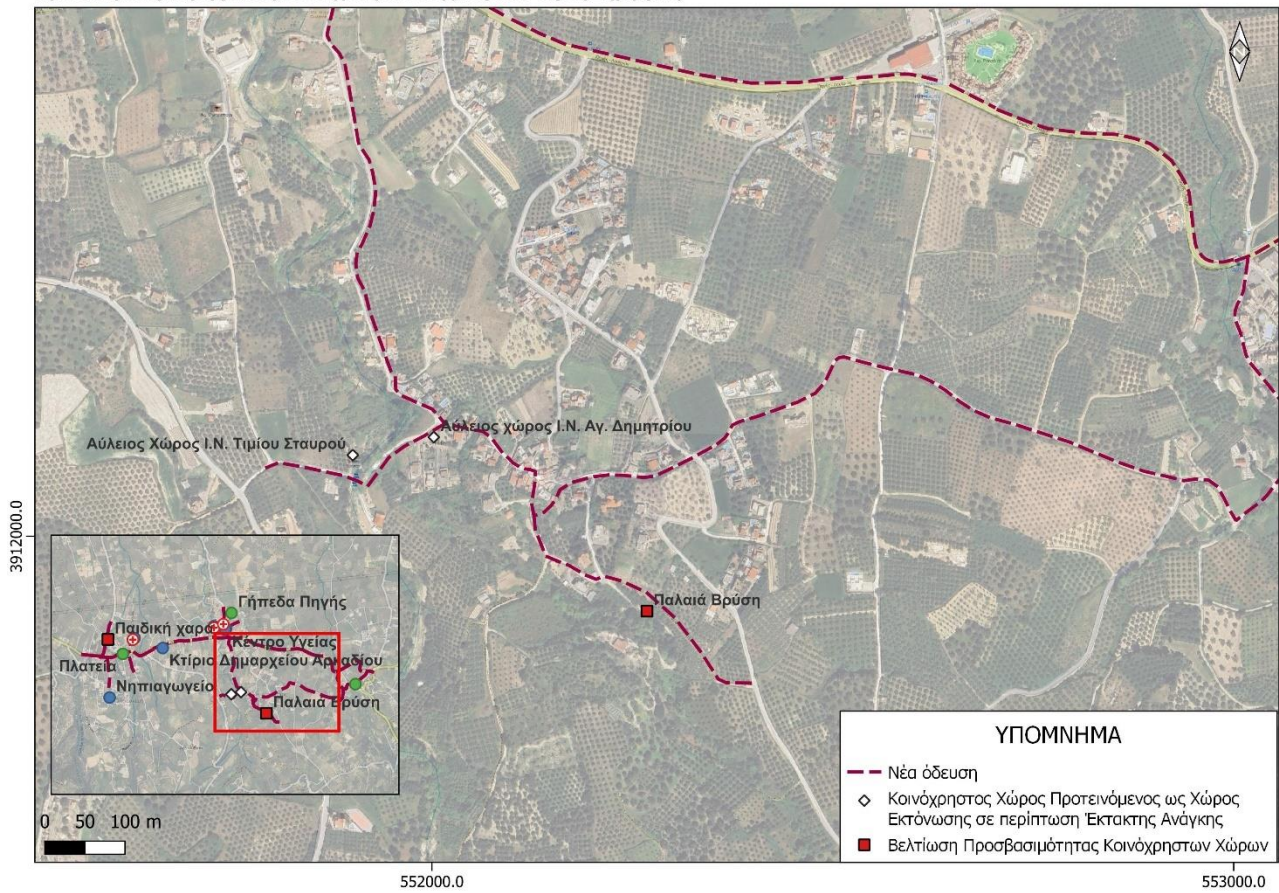 Αύλειος Χώρος Ι.Ν. Τιμίου Σταυρού
Αύλειος χώρος Ι.Ν. Αγ. Δημητρίου
Παλαιά Βρύση
3912000.0
Γήπεδα Πηγής
Παιδική χαρά
Κέντρο Υγείας
Πλατεία
Κτίριο Δημαρχείου Αρκαδίου
Νηπιαγωγείο
Παλαιά Βρύση
0 50 100 m
ΥΠΟΜΝΗΜΑ
Νέα όδευση
Κοινόχρηστος Χώρος Προτεινόμενος ως Χώρος
Εκτόνωσης σε περίπτωση Έκτακτης Ανάγκης
Βελτίωση Προσβασιμότητας Κοινόχρηστων Χώρων
552000.0
553000.0